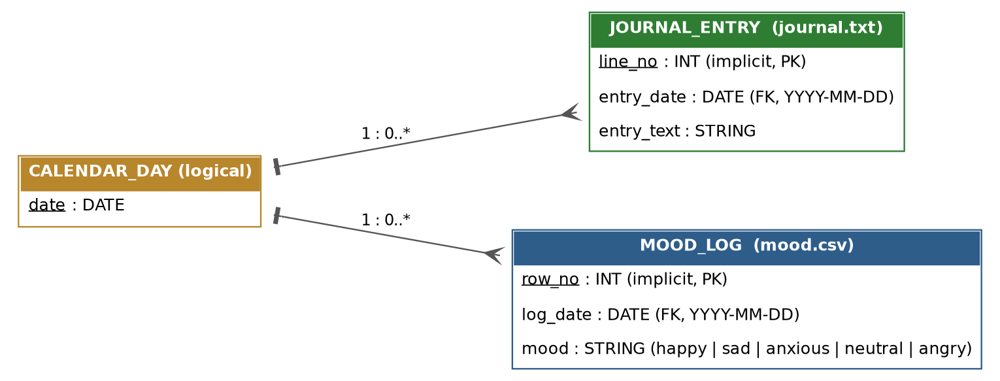 JOURNAL_ENTRY  (journal.txt)
line_no : INT (implicit, PK)
entry_date : DATE (FK, YYYY-MM-DD)
entry_text : STRING
1 : 0..*
CALENDAR_DAY (logical)
date : DATE
1 : 0..*
MOOD_LOG  (mood.csv)
row_no : INT (implicit, PK)
log_date : DATE (FK, YYYY-MM-DD)
mood : STRING (happy | sad | anxious | neutral | angry)